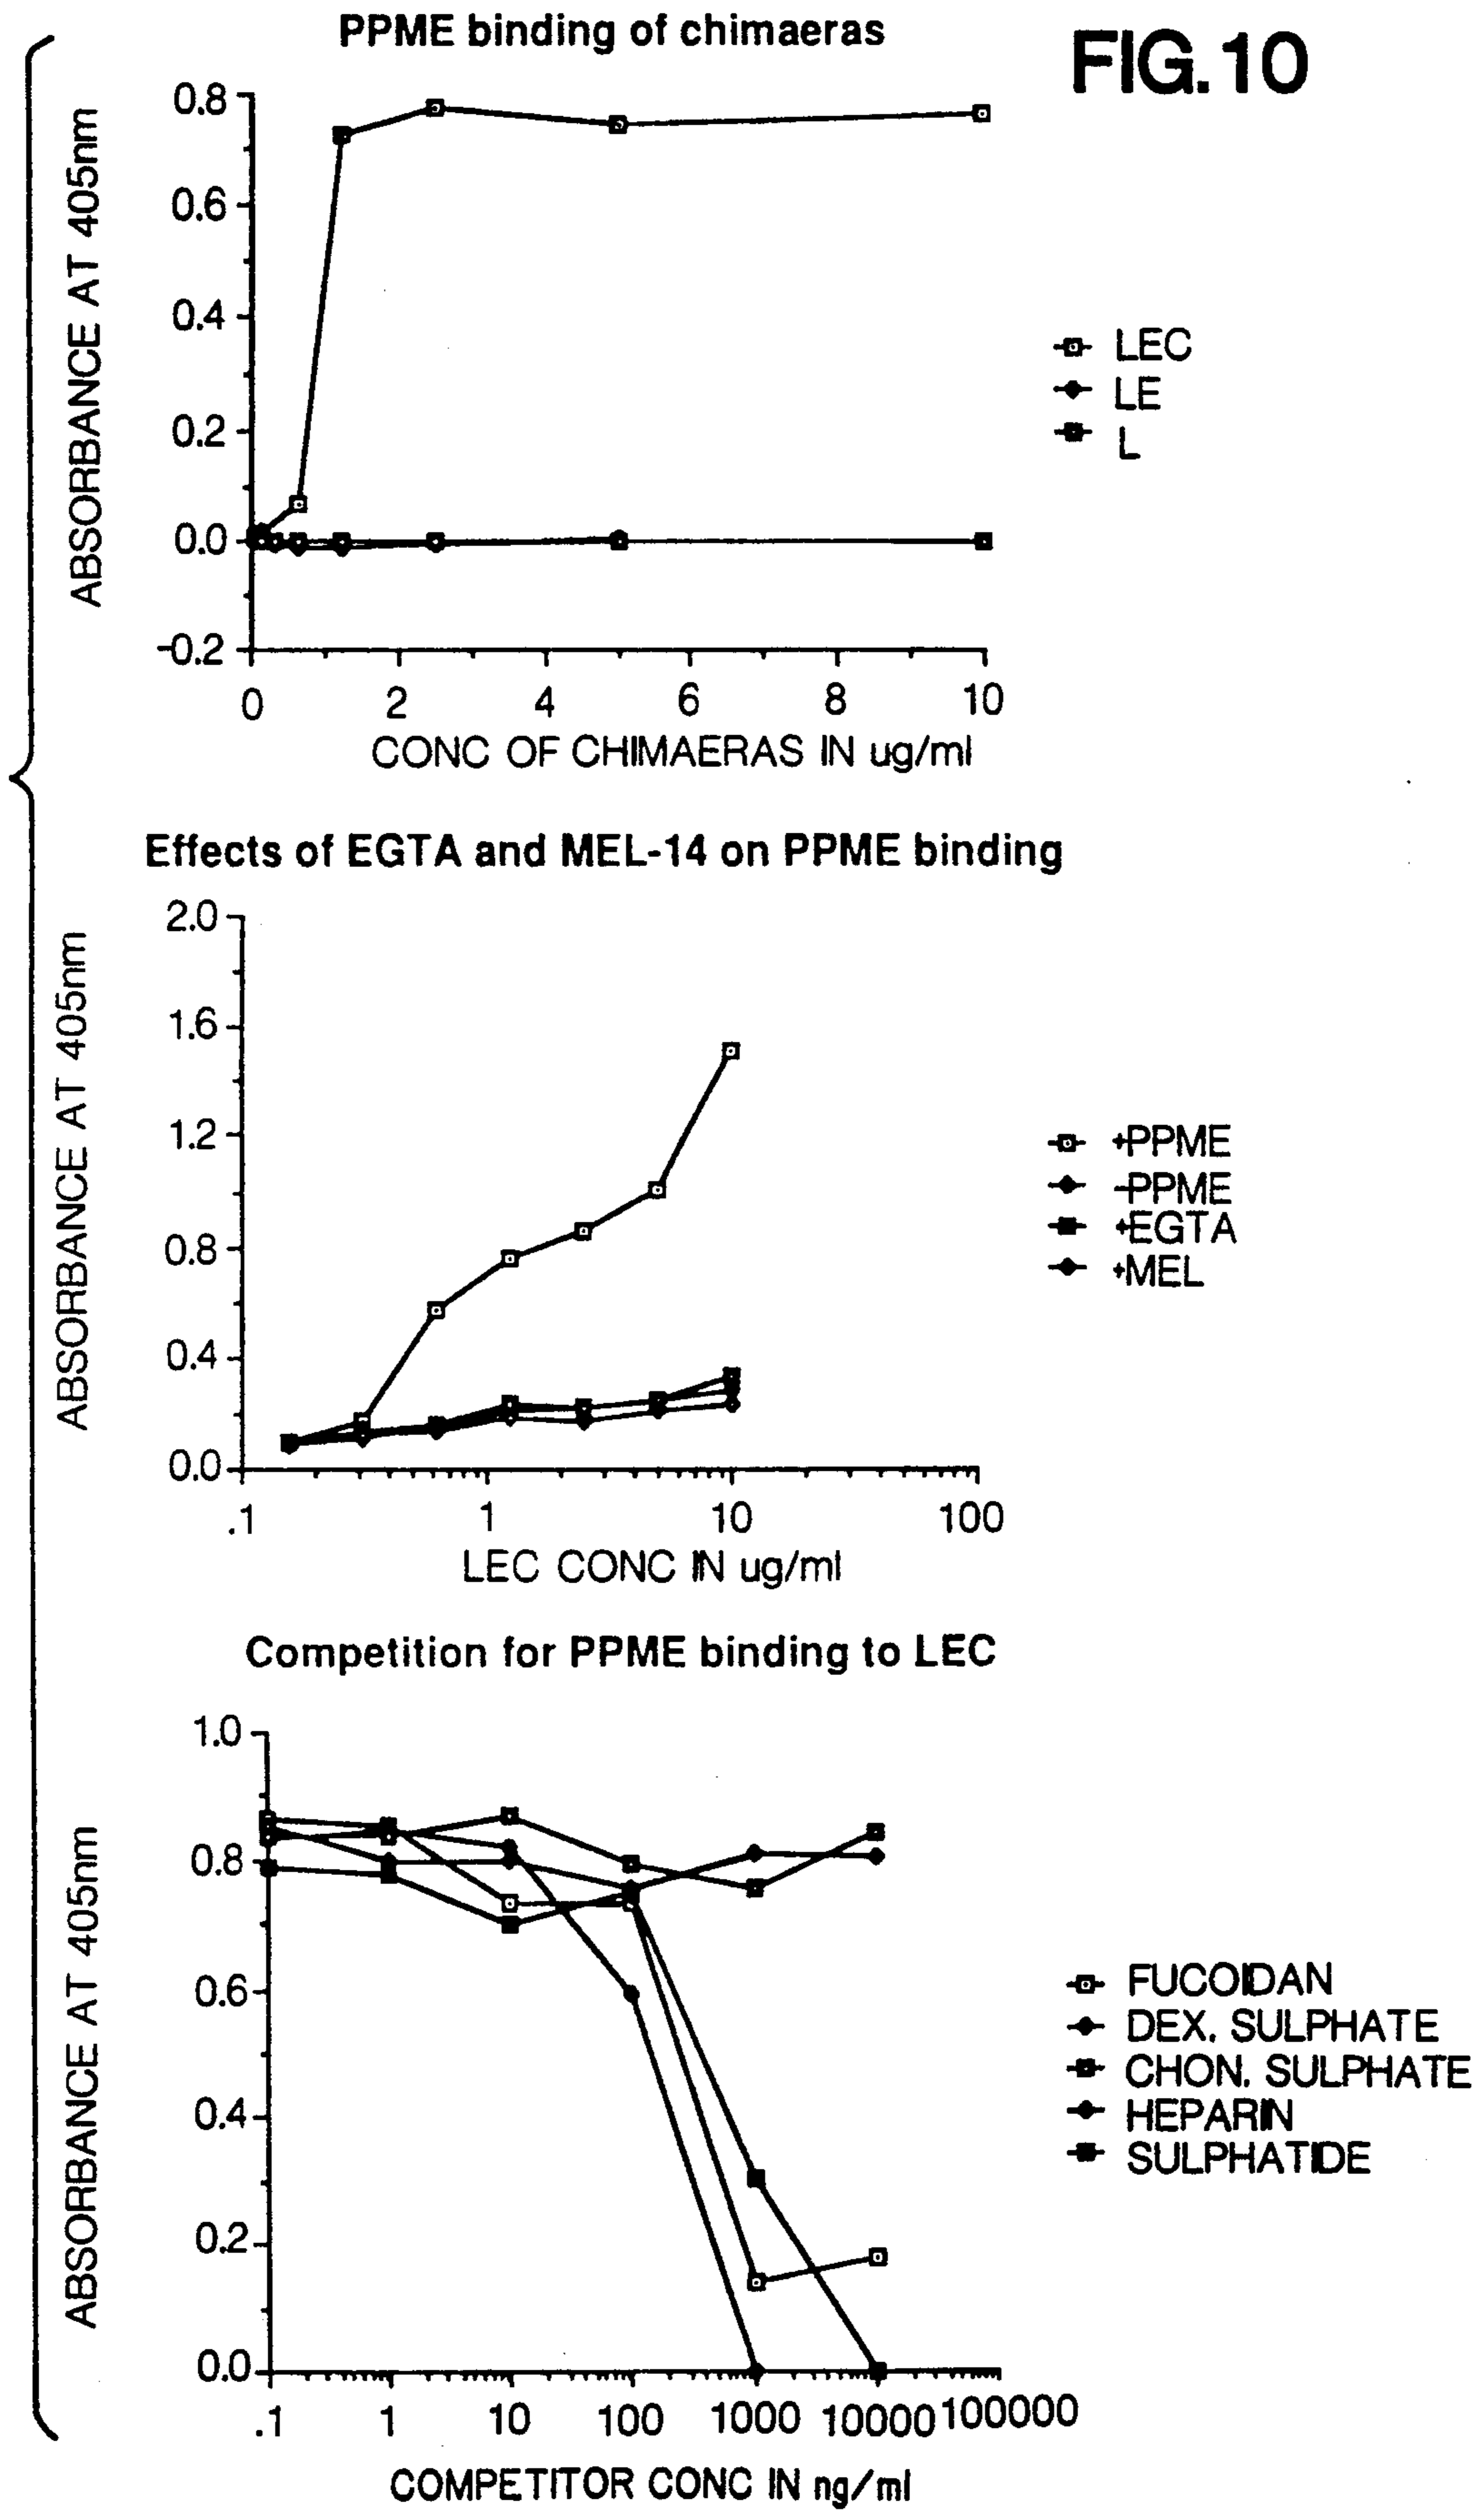 PPME binding of chimaeras
FIG.10
ABSORBANCE AT 405nm
0.8
0.6
0.4
0.2
0.0
-0.2
0 2 4 6 8 10
CONC OF CHIMAERAS IN ug/ml
LEC
LE
L
Effects of EGTA and MEL-14 on PPME binding
ABSORBANCE AT 405nm
2.0
1.6
1.2
0.8
0.4
0.0
.1 1 10 100
LEC CONC IN ug/ml
+PPME
-PPME
+EGTA
+MEL
Competition for PPME binding to LEC
ABSORBANCE AT 405nm
1.0
0.8
0.6
0.4
0.2
0.0
.1 1 10 100 1000 10000 100000
COMPETITOR CONC IN ng/ml
FUCOIDAN
DEX. SULPHATE
CHON. SULPHATE
HEPARIN
SULPHATIDE